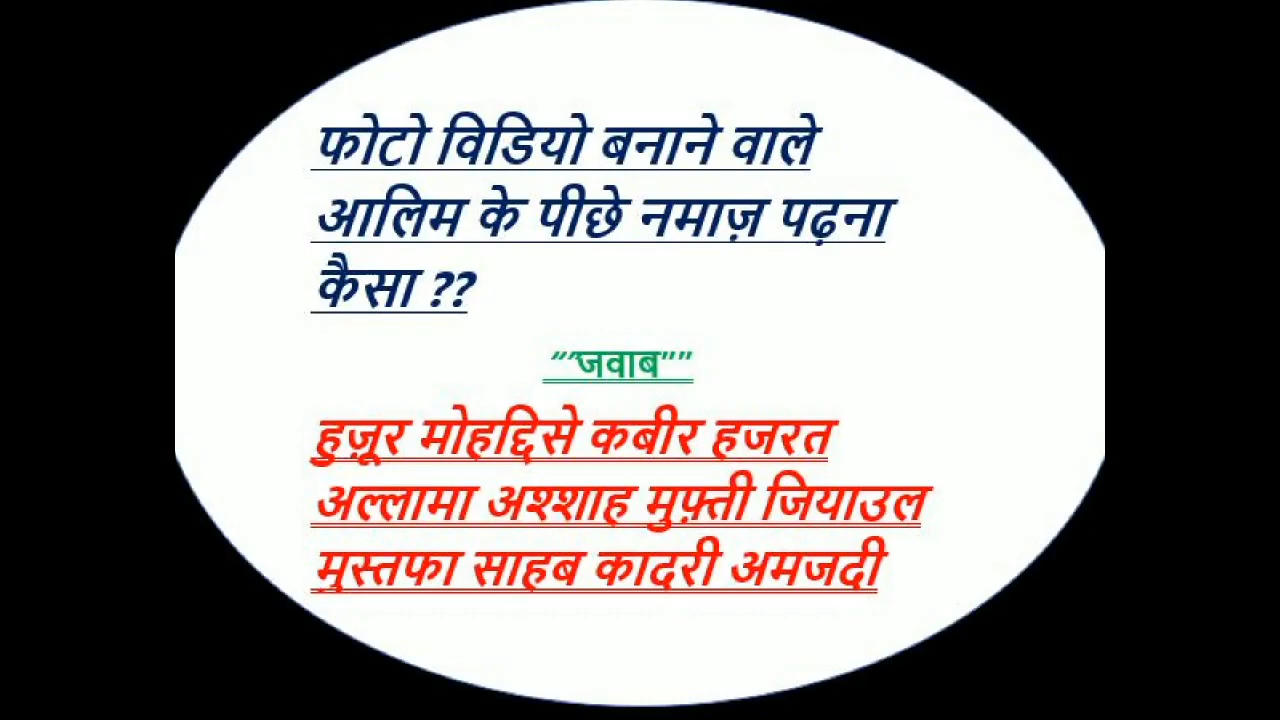 फोटो विडियो बनाने वाले
आलिम के पीछे नमाज़ पढ़ना
कैसा ??
“”जवाब""
हुज़ूर मोहद्दिसे कबीर हजरत
अल्लामा अश्शाह मुफ़्ती जियाउल
मुस्तफा साहब कादरी अमजदी